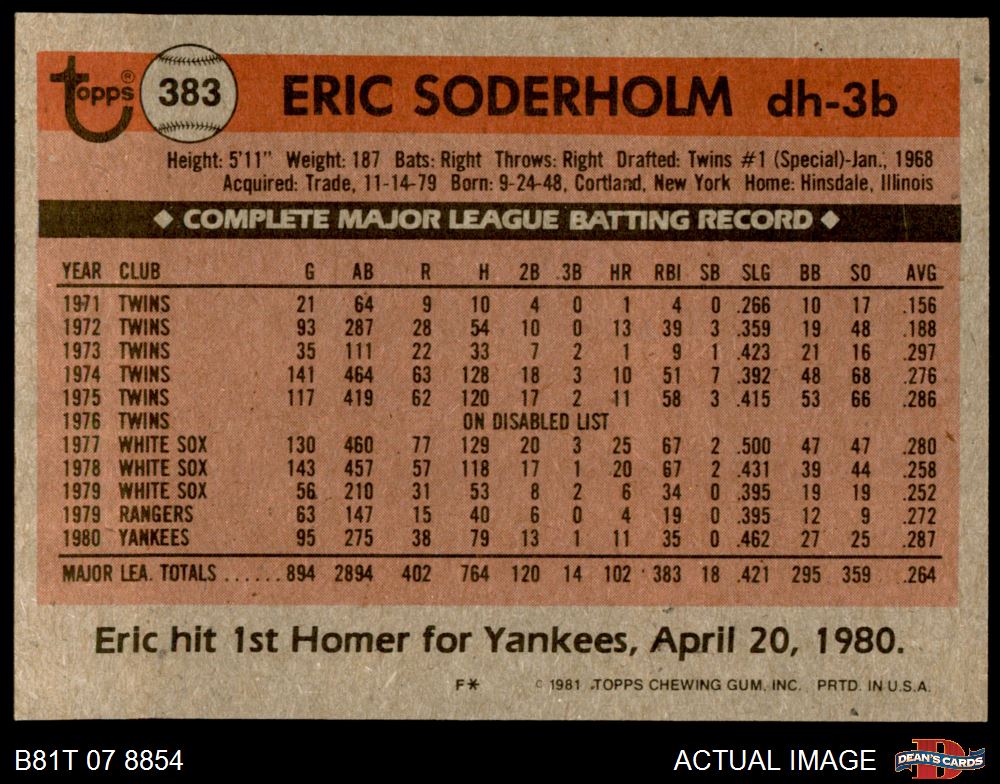 topps® 383 ERIC SODERHOLM dh-3b
Height: 5'11" Weight: 187 Bats: Right Throws: Right Drafted: Twins #1 (Special)-Jan., 1968
Acquired: Trade, 11-14-79 Born: 9-24-48, Cortland, New York Home: Hinsdale, Illinois
◆ COMPLETE MAJOR LEAGUE BATTING RECORD ◆
YEAR CLUB G AB R H 2B 3B HR RBI SB SLG BB SO AVG
1971 TWINS 21 64 9 10 4 0 1 4 0 .266 10 17 .156
1972 TWINS 93 287 28 54 10 0 13 39 3 .359 19 48 .188
1973 TWINS 35 111 22 33 7 2 1 9 1 .423 21 16 .297
1974 TWINS 141 464 63 128 18 3 10 51 7 .392 48 68 .276
1975 TWINS 117 419 62 120 17 2 11 58 3 .415 53 66 .286
1976 TWINS ON DISABLED LIST
1977 WHITE SOX 130 460 77 129 20 3 25 67 2 .500 47 47 .280
1978 WHITE SOX 143 457 57 118 17 1 20 67 2 .431 39 44 .258
1979 WHITE SOX 56 210 31 53 8 2 6 34 0 .395 19 19 .252
1979 RANGERS 63 147 15 40 6 0 4 19 0 .395 12 9 .272
1980 YANKEES 95 275 38 79 13 1 11 35 0 .462 27 25 .287
MAJOR LEA. TOTALS ......894 2894 402 764 120 14 102 383 18 .421 295 359 .264
Eric hit 1st Homer for Yankees, April 20, 1980.
F* © 1981 TOPPS CHEWING GUM, INC. PRTD. IN U.S.A.
B81T 07 8854 ACTUAL IMAGE DEAN'S CARDS